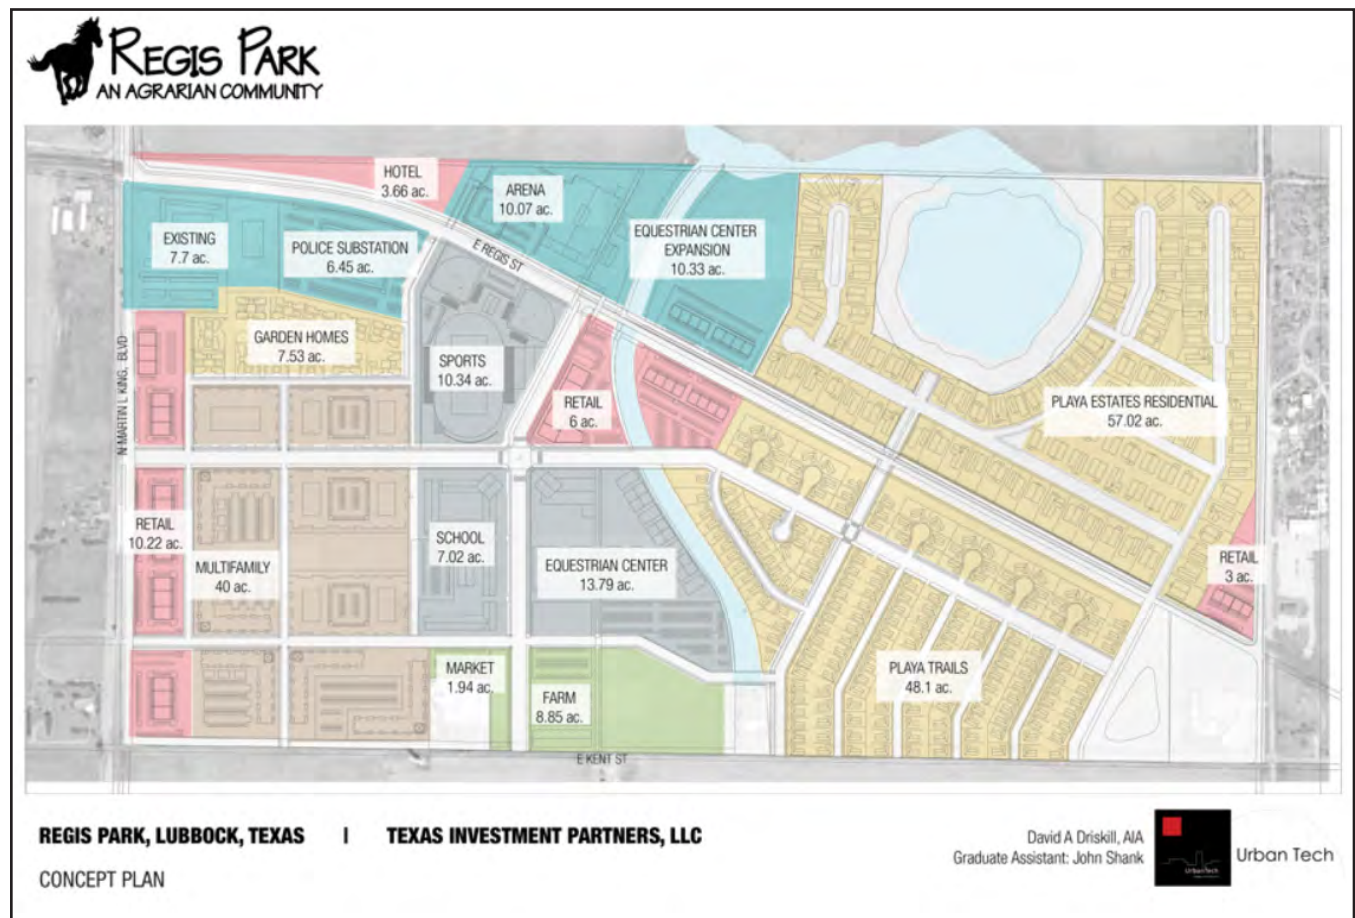 REGIS PARK
AN AGRARIAN COMMUNITY
HOTEL
3.66 ac.
ARENA
10.07 ac.
EXISTING
7.7 ac.
POLICE SUBSTATION
6.45 ac.
E REGIS ST
EQUESTRIAN CENTER
EXPANSION
10.33 ac.
GARDEN HOMES
7.53 ac.
N MARTIN L KING, BLVD
SPORTS
10.34 ac.
RETAIL
6 ac.
PLAYA ESTATES RESIDENTIAL
57.02 ac.
RETAIL
10.22 ac.
MULTIFAMILY
40 ac.
SCHOOL
7.02 ac.
EQUESTRIAN CENTER
13.79 ac.
RETAIL
3 ac.
MARKET
1.94 ac.
FARM
8.85 ac.
PLAYA TRAILS
48.1 ac.
E KENT ST
REGIS PARK, LUBBOCK, TEXAS | TEXAS INVESTMENT PARTNERS, LLC
CONCEPT PLAN
David A Driskill, AIA
Graduate Assistant: John Shank
UrbanTech
Urban Tech